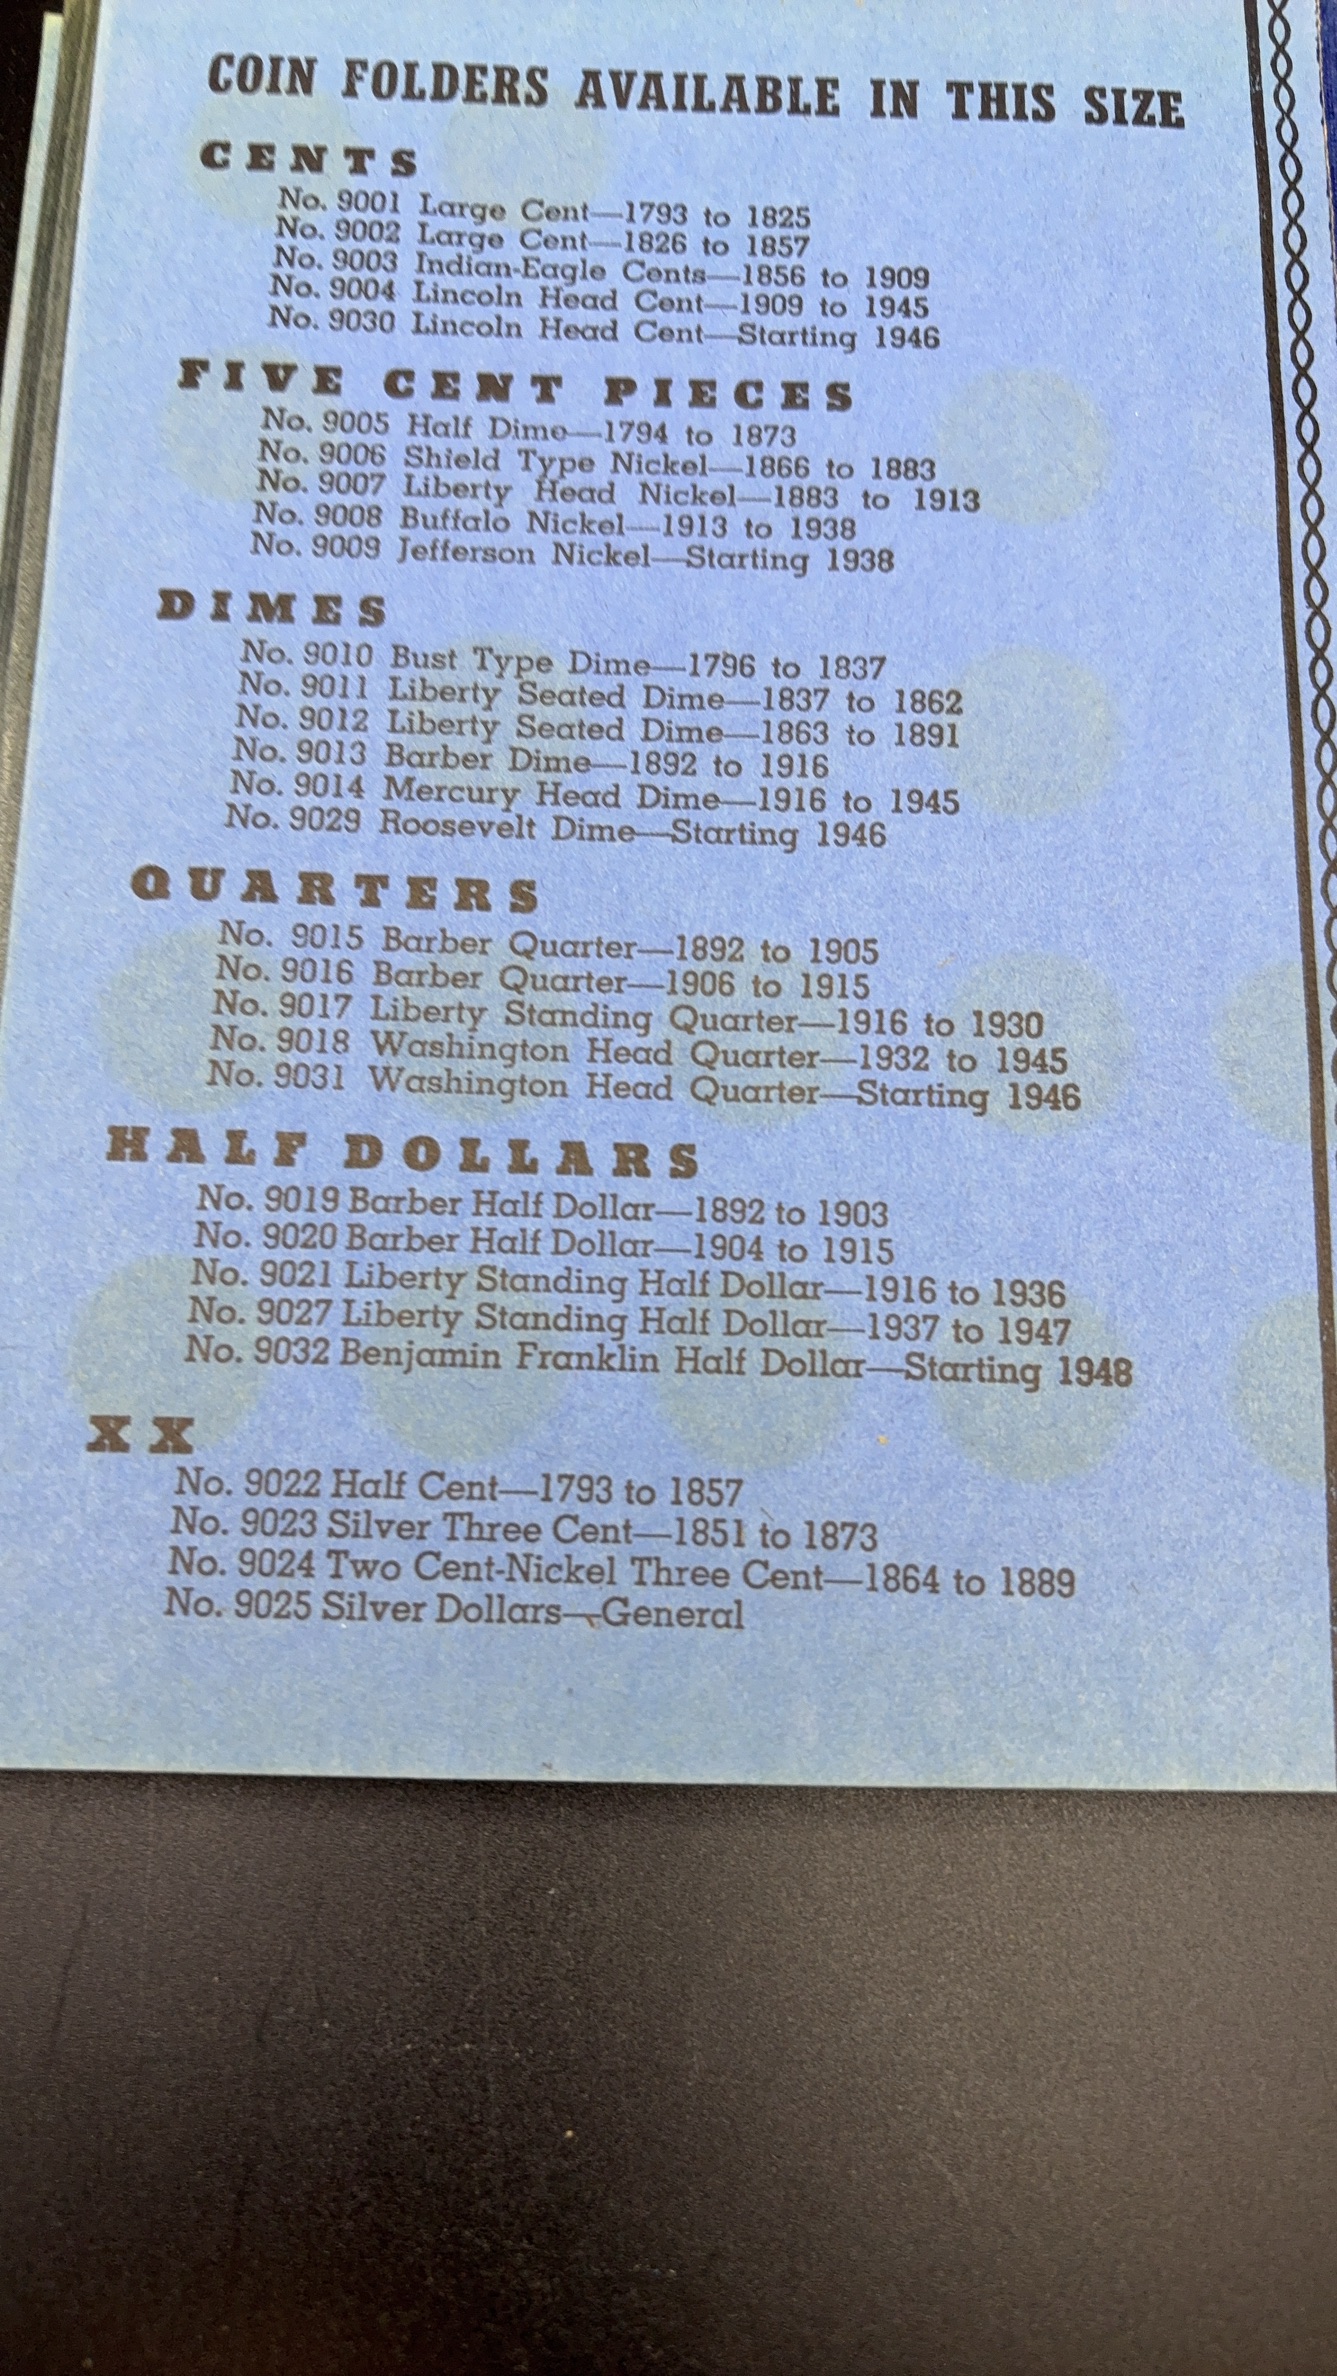 COIN FOLDERS AVAILABLE IN THIS SIZE
CENTS
No. 9001 Large Cent—1793 to 1825
No. 9002 Large Cent—1826 to 1857
No. 9003 Indian-Eagle Cents—1856 to 1909
No. 9004 Lincoln Head Cent—1909 to 1945
No. 9030 Lincoln Head Cent—Starting 1946
FIVE CENT PIECES
No. 9005 Half Dime—1794 to 1873
No. 9006 Shield Type Nickel—1866 to 1883
No. 9007 Liberty Head Nickel—1883 to 1913
No. 9008 Buffalo Nickel—1913 to 1938
No. 9009 Jefferson Nickel—Starting 1938
DIMES
No. 9010 Bust Type Dime—1796 to 1837
No. 9011 Liberty Seated Dime—1837 to 1862
No. 9012 Liberty Seated Dime—1863 to 1891
No. 9013 Barber Dime—1892 to 1916
No. 9014 Mercury Head Dime—1916 to 1945
No. 9029 Roosevelt Dime—Starting 1946
QUARTERS
No. 9015 Barber Quarter—1892 to 1905
No. 9016 Barber Quarter—1906 to 1915
No. 9017 Liberty Standing Quarter—1916 to 1930
No. 9018 Washington Head Quarter—1932 to 1945
No. 9031 Washington Head Quarter—Starting 1946
HALF DOLLARS
No. 9019 Barber Half Dollar—1892 to 1903
No. 9020 Barber Half Dollar—1904 to 1915
No. 9021 Liberty Standing Half Dollar—1916 to 1936
No. 9027 Liberty Standing Half Dollar—1937 to 1947
No. 9032 Benjamin Franklin Half Dollar—Starting 1948
XX
No. 9022 Half Cent—1793 to 1857
No. 9023 Silver Three Cent—1851 to 1873
No. 9024 Two Cent-Nickel Three Cent—1864 to 1889
No. 9025 Silver Dollars—General